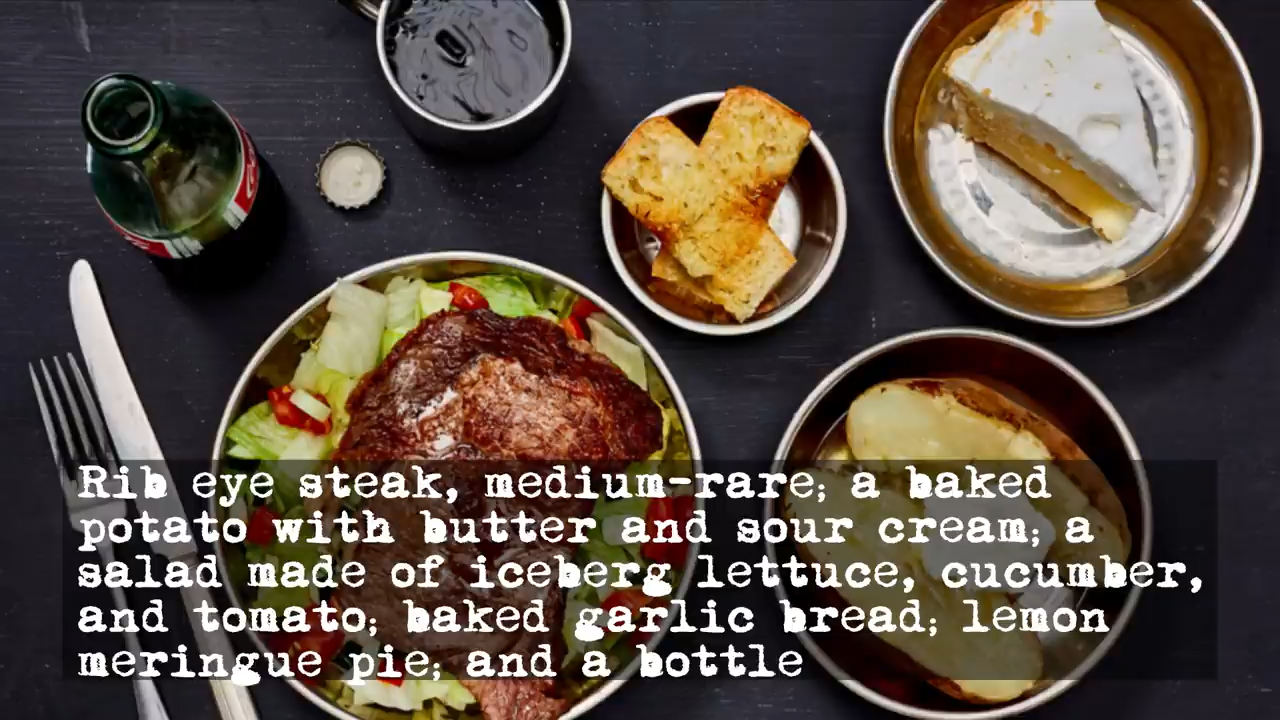 Rib eye steak, medium-rare; a baked
potato with butter and sour cream; a
salad made of iceberg lettuce, cucumber,
and tomato; baked garlic bread; lemon
meringue pie; and a bottle